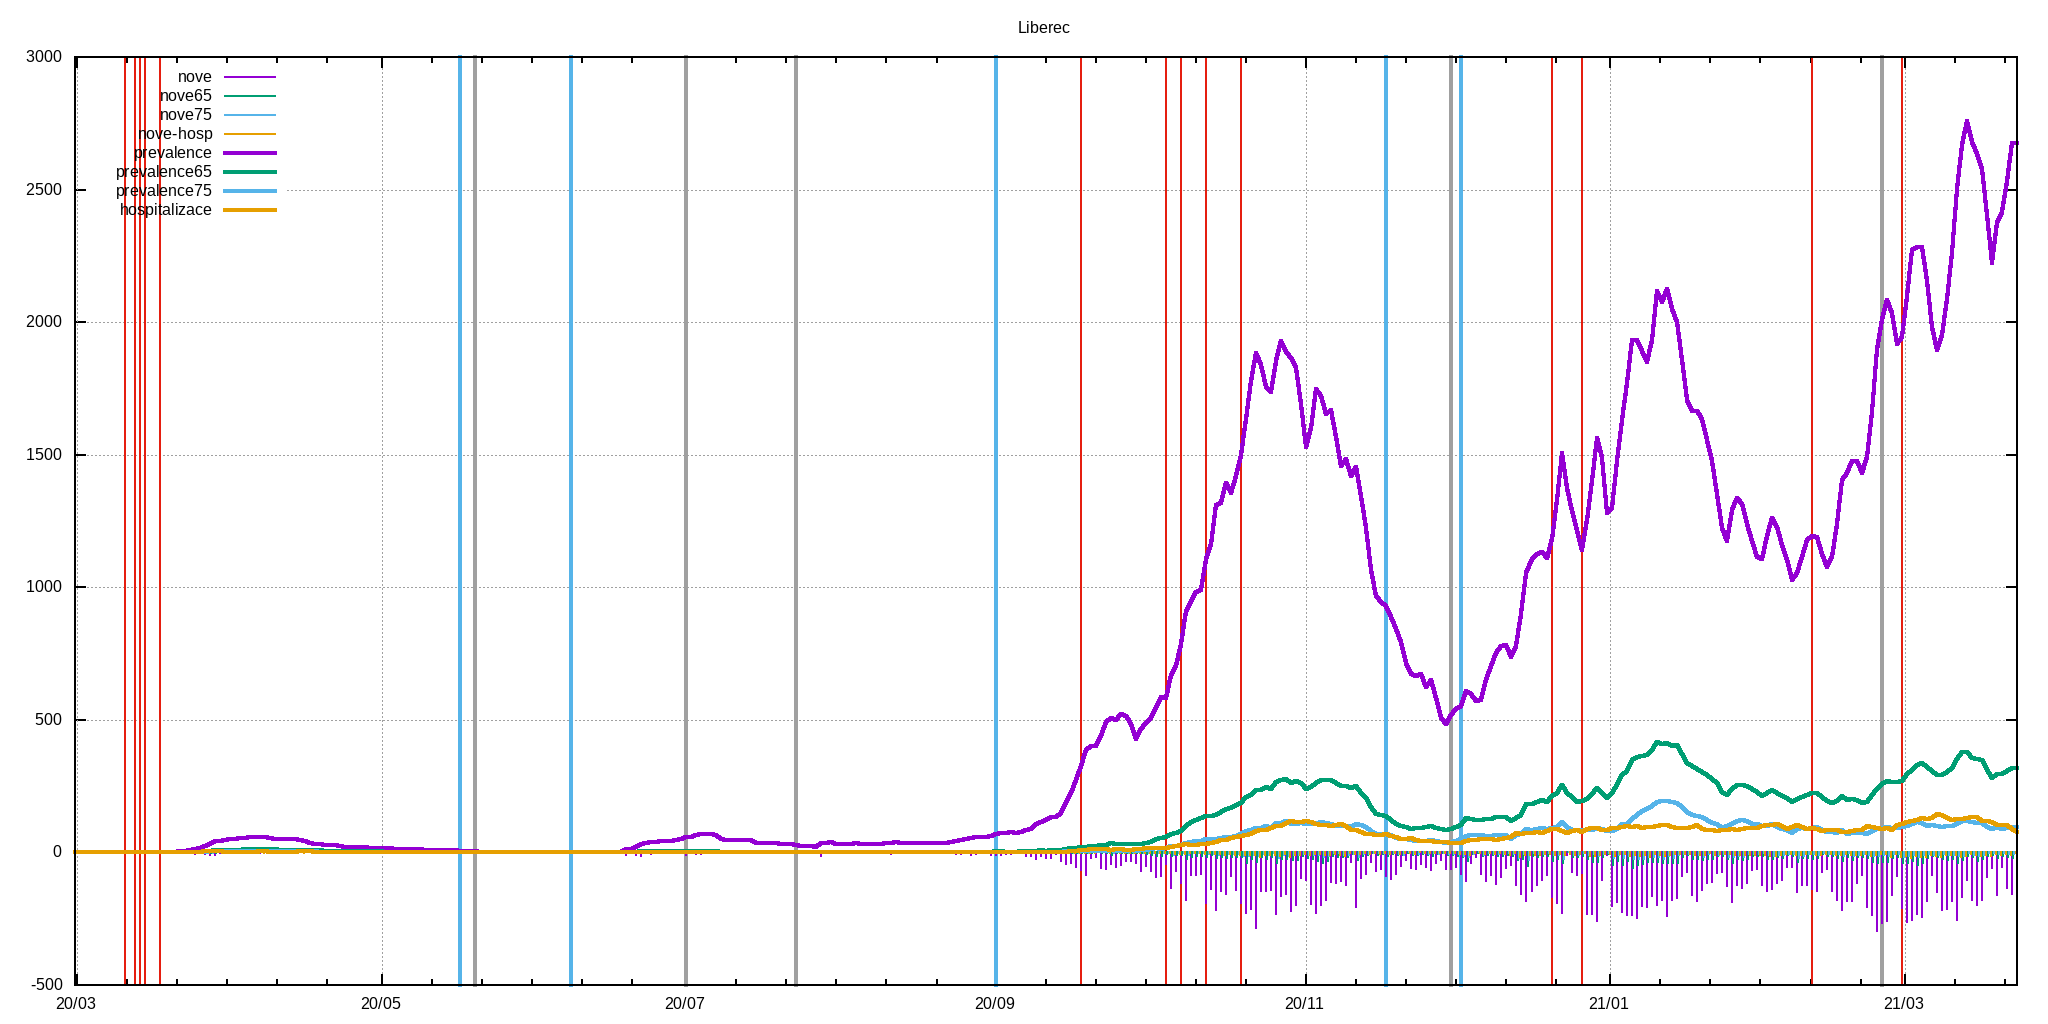 Liberec
3000
2500
2000
1500
1000
500
0
-500
nove
nove65
nove75
nove-hosp
prevalence
prevalence65
prevalence75
hospitalizace
20/03
20/05
20/07
20/09
20/11
21/01
21/03